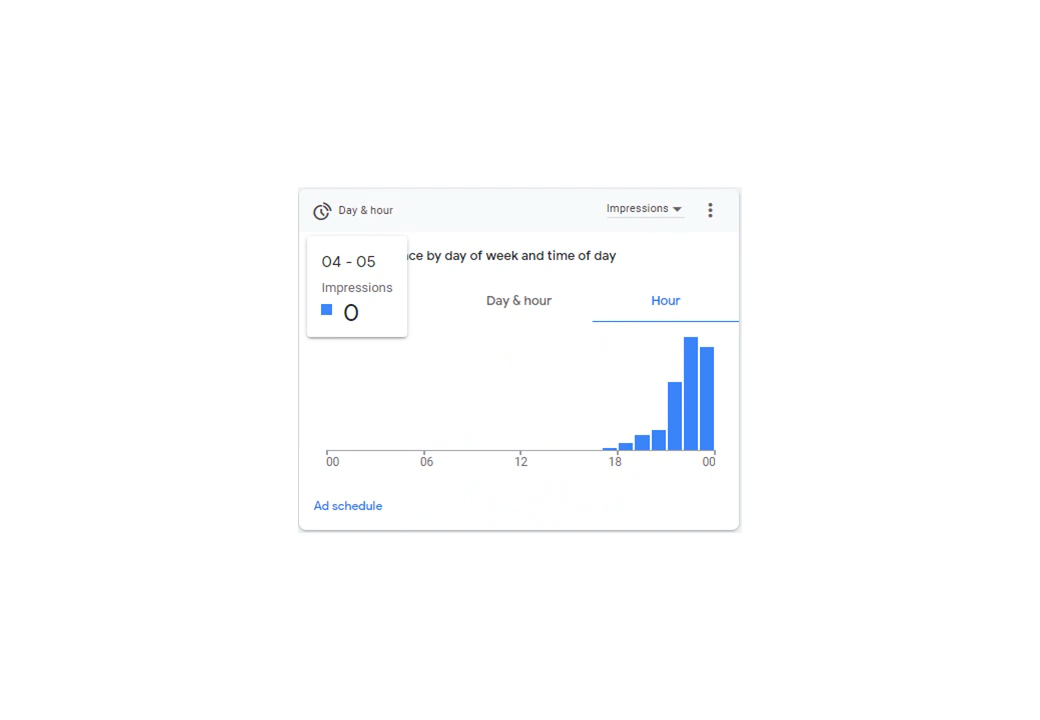 Day & hour
Impressions
04 - 05
ce by day of week and time of day
Impressions
0
Day & hour
Hour
00
06
12
18
00
Ad schedule